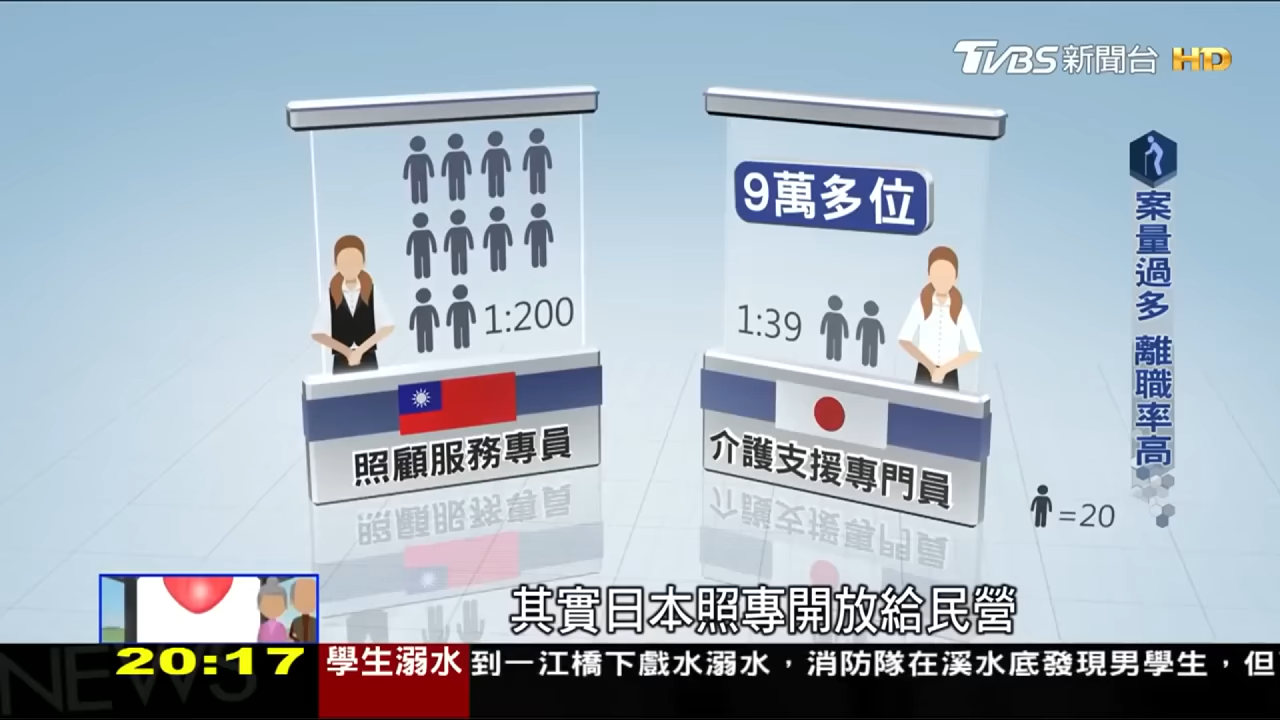 TVBS新聞台 HD
1:200
照顧服務專員
9萬多位
1:39
介護支援專門員
案量過多 離職率高
=20
其實日本照專開放給民營
NEWS
20:17
學生溺水 到一江橋下戲水溺水，消防隊在溪水底發現男學生，但